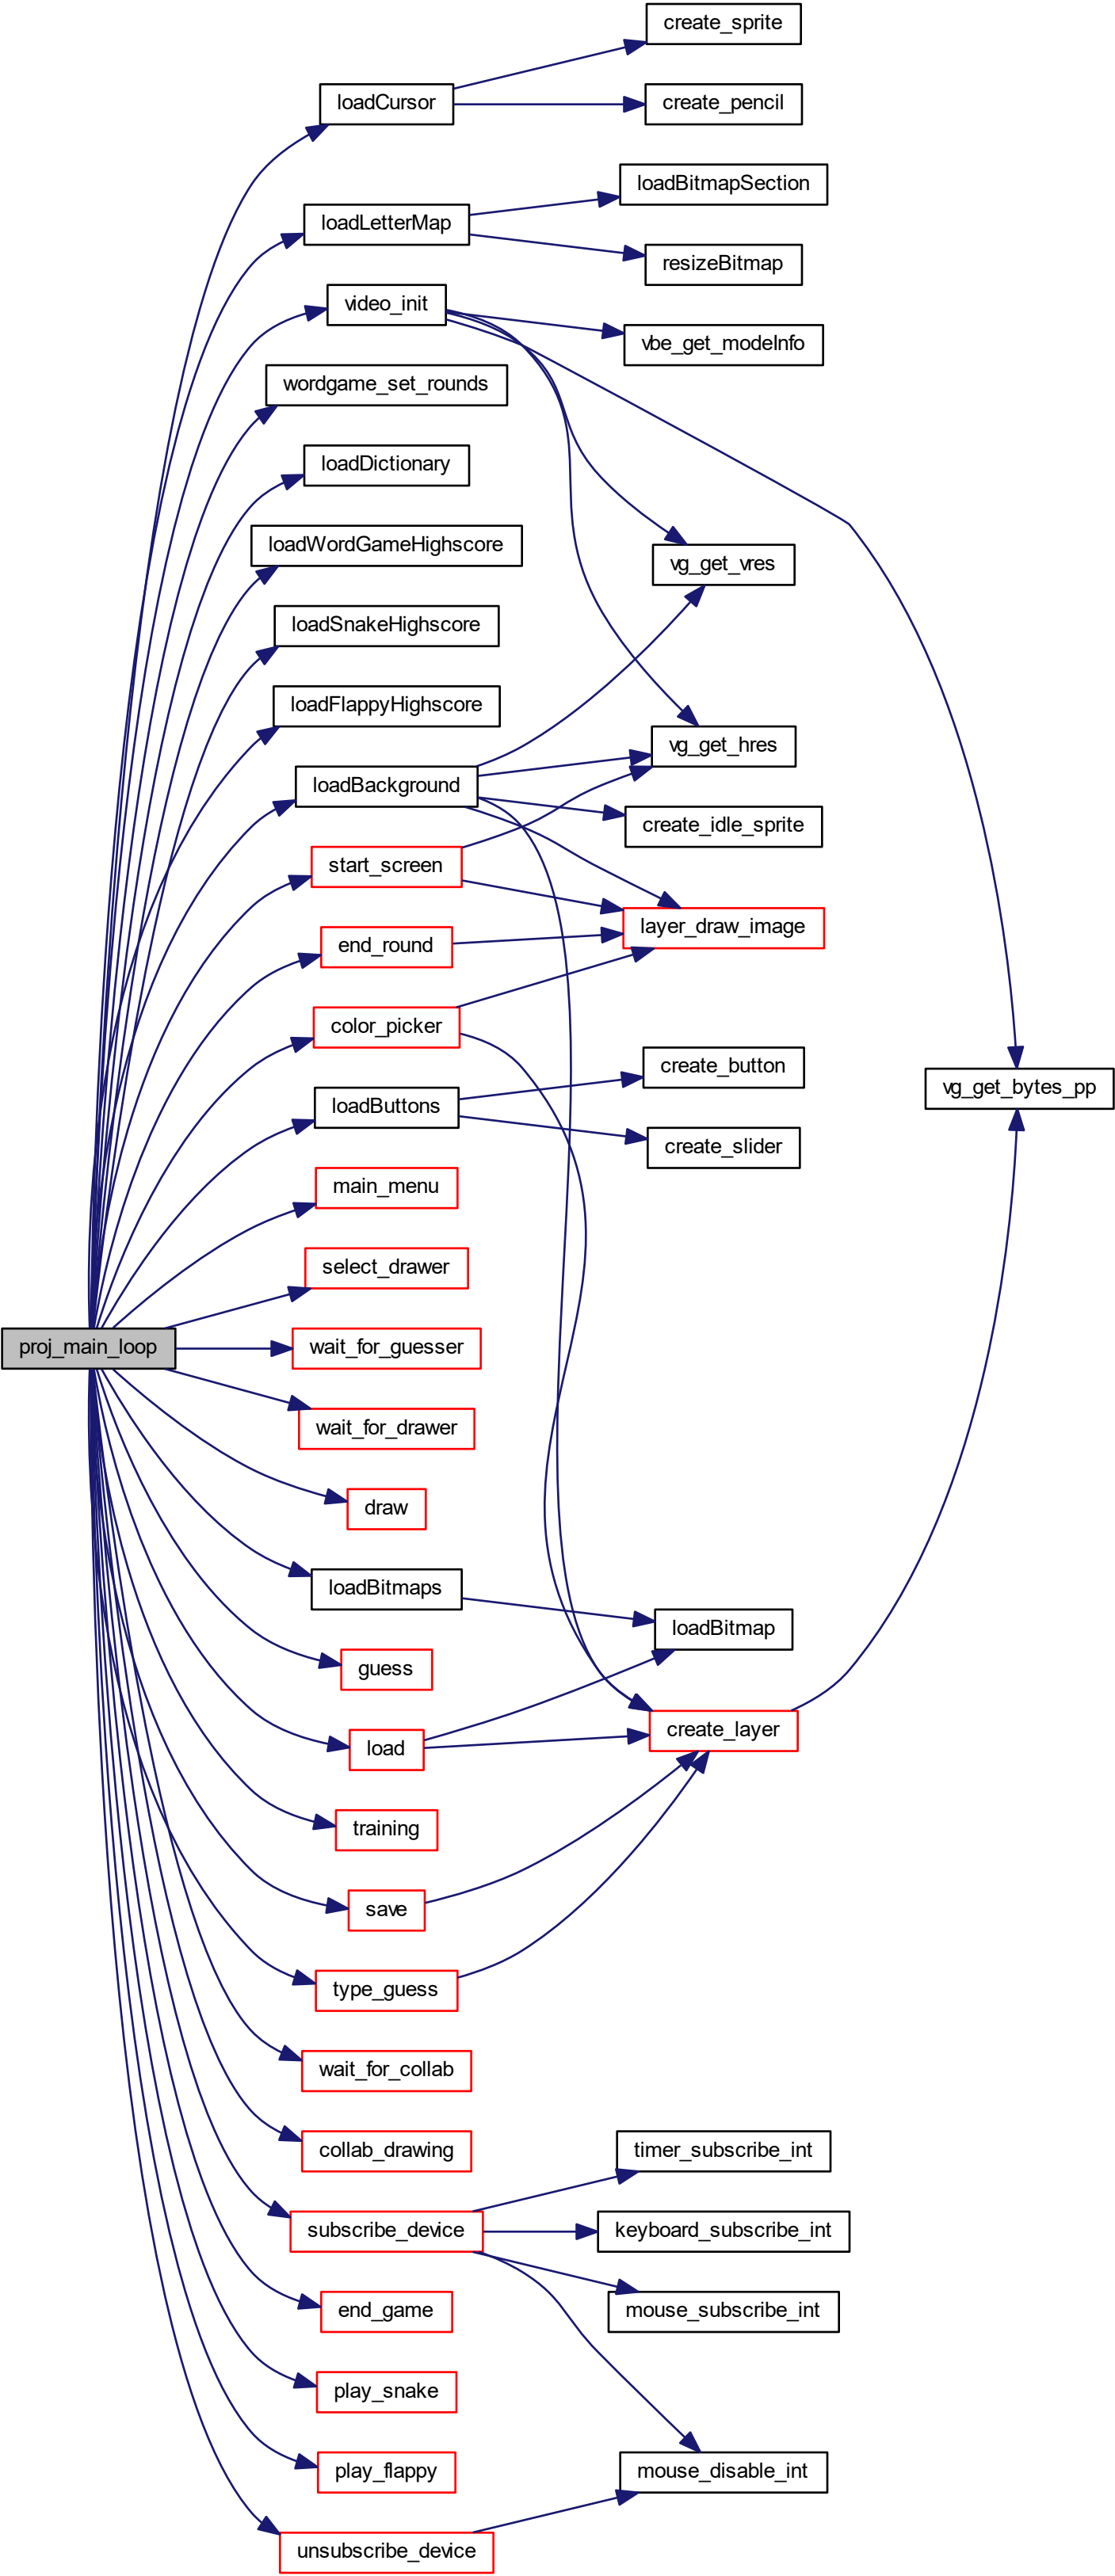 create_sprite
loadCursor
create_pencil
loadBitmapSection
loadLetterMap
resizeBitmap
video_init
vbe_get_modeInfo
wordgame_set_rounds
loadDictionary
loadWordGameHighscore
vg_get_vres
loadSnakeHighscore
loadFlappyHighscore
vg_get_hres
loadBackground
create_idle_sprite
start_screen
layer_draw_image
end_round
color_picker
create_button
vg_get_bytes_pp
loadButtons
create_slider
main_menu
select_drawer
proj_main_loop
wait_for_guesser
wait_for_drawer
draw
loadBitmaps
loadBitmap
guess
create_layer
load
training
save
type_guess
wait_for_collab
collab_drawing
timer_subscribe_int
subscribe_device
keyboard_subscribe_int
end_game
mouse_subscribe_int
play_snake
play_flappy
mouse_disable_int
unsubscribe_device